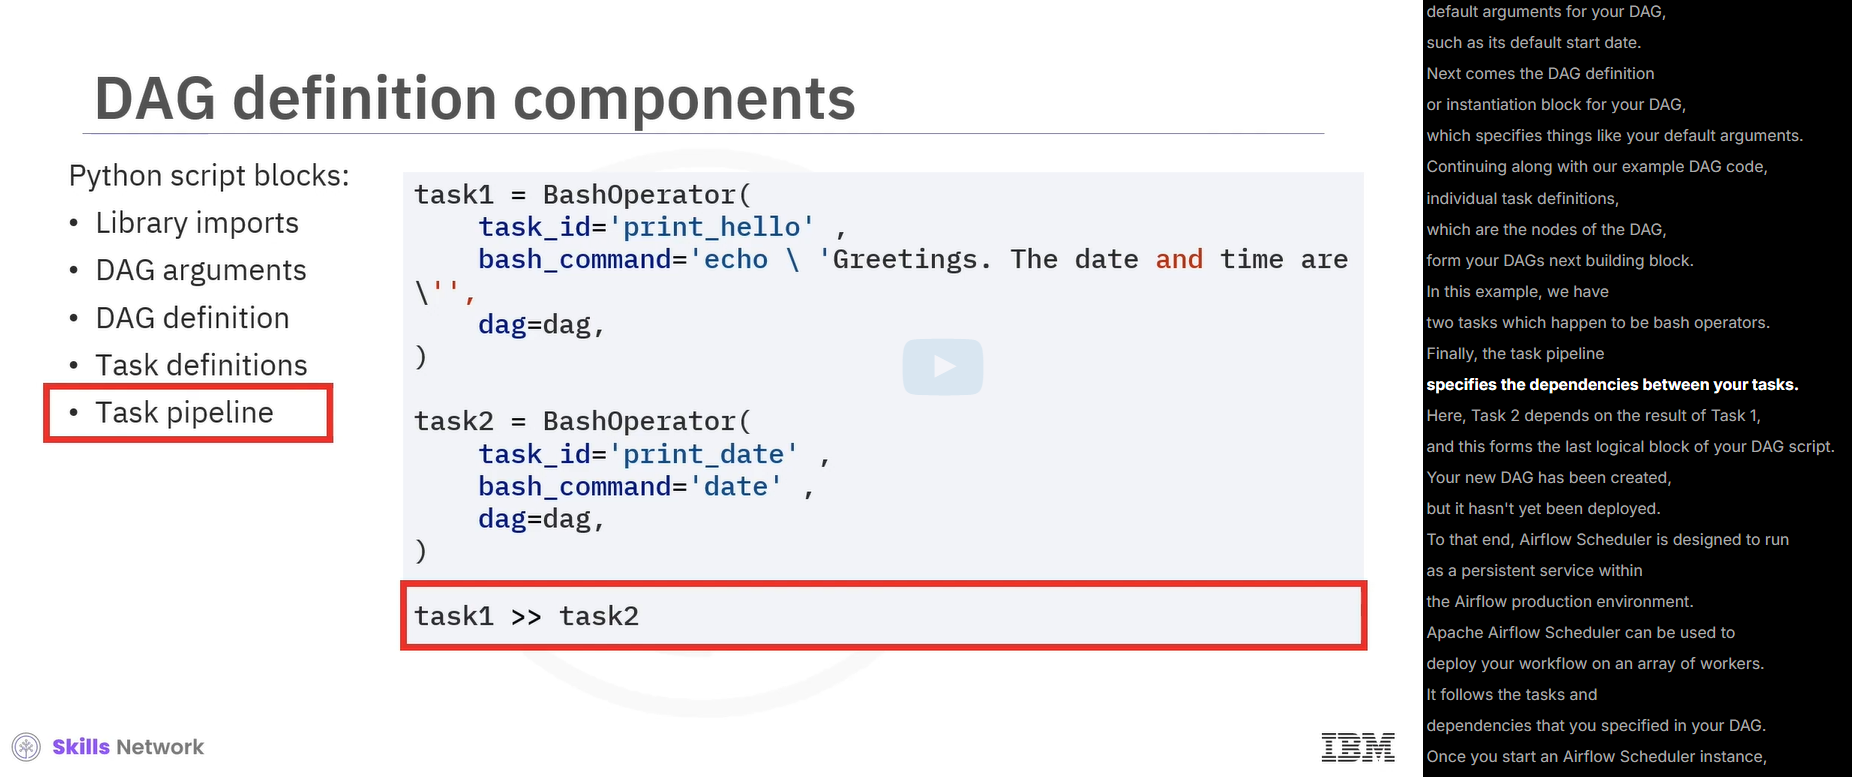 DAG definition components
Python script blocks:
• Library imports
• DAG arguments
• DAG definition
• Task definitions
• Task pipeline
task1 = BashOperator(
    task_id='print_hello' ,
    bash_command='echo \ 'Greetings. The date and time are
\'',
    dag=dag,
)
task2 = BashOperator(
    task_id='print_date' ,
    bash_command='date' ,
    dag=dag,
)
task1 >> task2
Skills Network
IBM
default arguments for your DAG,
such as its default start date.
Next comes the DAG definition
or instantiation block for your DAG,
which specifies things like your default arguments.
Continuing along with our example DAG code,
individual task definitions,
which are the nodes of the DAG,
form your DAGs next building block.
In this example, we have
two tasks which happen to be bash operators.
Finally, the task pipeline
specifies the dependencies between your tasks.
Here, Task 2 depends on the result of Task 1,
and this forms the last logical block of your DAG script.
Your new DAG has been created,
but it hasn't yet been deployed.
To that end, Airflow Scheduler is designed to run
as a persistent service within
the Airflow production environment.
Apache Airflow Scheduler can be used to
deploy your workflow on an array of workers.
It follows the tasks and
dependencies that you specified in your DAG.
Once you start an Airflow Scheduler instance,